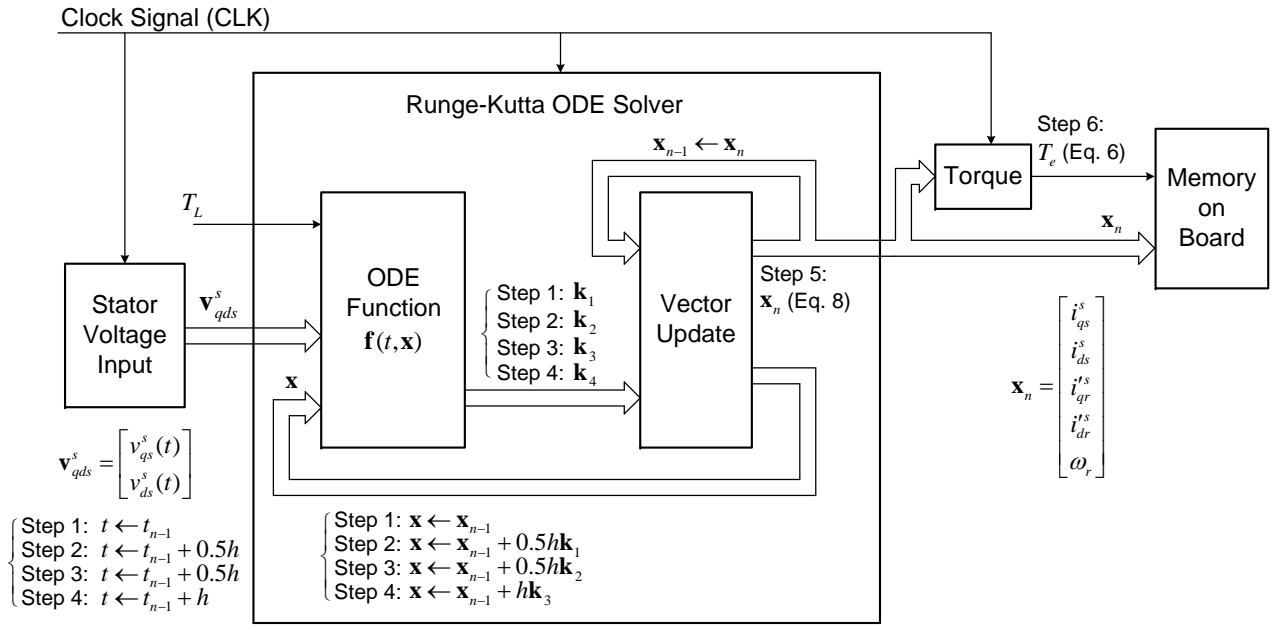 Clock Signal (CLK)
Runge-Kutta ODE Solver
x_{n−1} ← x_n
Step 6:
T_e (Eq. 6)
Torque
Memory
on
Board
T_L
ODE
Function
f(t,x)
Stator
Voltage
Input
v^s_{qds}
Step 1: k_1
Step 2: k_2
Step 3: k_3
Step 4: k_4
Vector
Update
Step 5:
x_n (Eq. 8)
x_n
x
v^s_{qds} = [v^s_{qs}(t)
v^s_{ds}(t)]
x_n = [i^s_{qs}
i^s_{ds}
i'^s_{qr}
i'^s_{dr}
ω_r]
Step 1: t ← t_{n−1}
Step 2: t ← t_{n−1} + 0.5h
Step 3: t ← t_{n−1} + 0.5h
Step 4: t ← t_{n−1} + h
Step 1: x ← x_{n−1}
Step 2: x ← x_{n−1} + 0.5hk_1
Step 3: x ← x_{n−1} + 0.5hk_2
Step 4: x ← x_{n−1} + hk_3